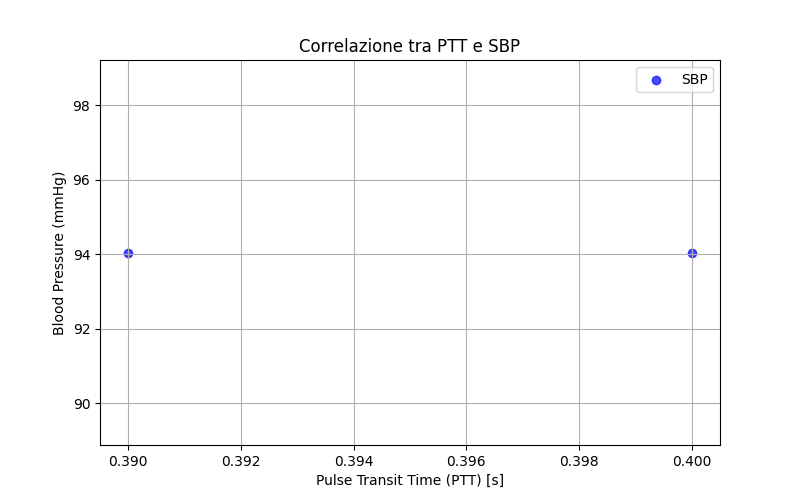 Correlazione tra PTT e SBP
SBP
98
96
94
92
90
Blood Pressure (mmHg)
0.390 0.392 0.394 0.396 0.398 0.400
Pulse Transit Time (PTT) [s]